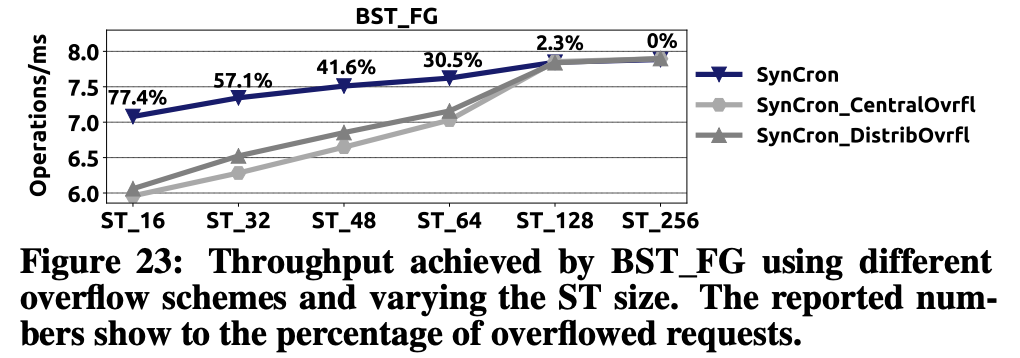 BST_FG
Operations/ms
8.0
7.5
7.0
6.5
6.0
77.4%
57.1%
41.6%
30.5%
2.3%
0%
ST_16
ST_32
ST_48
ST_64
ST_128
ST_256
SynCron
SynCron_CentralOvrfl
SynCron_DistribOvrfl
Figure 23: Throughput achieved by BST_FG using different
overflow schemes and varying the ST size. The reported num-
bers show to the percentage of overflowed requests.